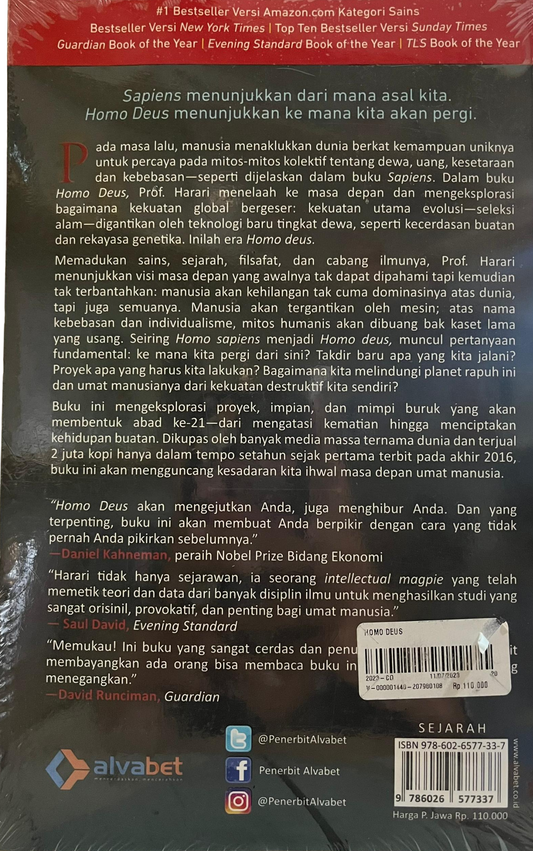 #1 Bestseller Versi Amazon.com Kategori Sains
Bestseller Versi New York Times | Top Ten Bestseller Versi Sunday Times
Guardian Book of the Year | Evening Standard Book of the Year | TLS Book of the Year
Sapiens menunjukkan dari mana asal kita.
Homo Deus menunjukkan ke mana kita akan pergi.
Pada masa lalu, manusia menaklukkan dunia berkat kemampuan uniknya
untuk percaya pada mitos-mitos kolektif tentang dewa, uang, kesetaraan
dan kebebasan—seperti dijelaskan dalam buku Sapiens. Dalam buku
Homo Deus, Prof. Harari menelaah ke masa depan dan mengeksplorasi
bagaimana kekuatan global bergeser: kekuatan utama evolusi—seleksi
alam—digantikan oleh teknologi baru tingkat dewa, seperti kecerdasan buatan
dan rekayasa genetika. Inilah era Homo deus.
Memadukan sains, sejarah, filsafat, dan cabang ilmunya, Prof. Harari
menunjukkan visi masa depan yang awalnya tak dapat dipahami tapi kemudian
tak terbantahkan: manusia akan kehilangan tak cuma dominasinya atas dunia,
tapi juga semuanya. Manusia akan tergantikan oleh mesin; atas nama
kebebasan dan individualisme, mitos humanis akan dibuang bak kaset lama
yang usang. Seiring Homo sapiens menjadi Homo deus, muncul pertanyaan
fundamental: ke mana kita pergi dari sini? Takdir baru apa yang kita jalani?
Proyek apa yang harus kita lakukan? Bagaimana kita melindungi planet rapuh ini
dan umat manusianya dari kekuatan destruktif kita sendiri?
Buku ini mengeksplorasi proyek, impian, dan mimpi buruk yang akan
membentuk abad ke-21—dari mengatasi kematian hingga menciptakan
kehidupan buatan. Dikupas oleh banyak media massa ternama dunia dan terjual
2 juta kopi hanya dalam tempo setahun sejak pertama terbit pada akhir 2016,
buku ini akan mengguncang kesadaran kita ihwal masa depan umat manusia.
"Homo Deus akan mengejutkan Anda, juga menghibur Anda. Dan yang
terpenting, buku ini akan membuat Anda berpikir dengan cara yang tidak
pernah Anda pikirkan sebelumnya."
—Daniel Kahneman, peraih Nobel Prize Bidang Ekonomi
"Harari tidak hanya sejarawan, ia seorang intellectual magpie yang telah
memetik teori dan data dari banyak disiplin ilmu untuk menghasilkan studi yang
sangat orisinil, provokatif, dan penting bagi umat manusia."
— Saul David, Evening Standard
"Memukau! Ini buku yang sangat cerdas dan penu
membayangkan ada orang bisa membaca buku in
menegangkan."
—David Runciman, Guardian
HOMO DEUS
2023-CO 11/07/2023
Rp.110.000
SEJARAH
ISBN 978-602-6577-33-7
9 786026 577337
Harga P. Jawa Rp. 110.000
www.alvabet.co.id
alvabet
@PenerbitAlvabet
Penerbit Alvabet
@PenerbitAlvabet